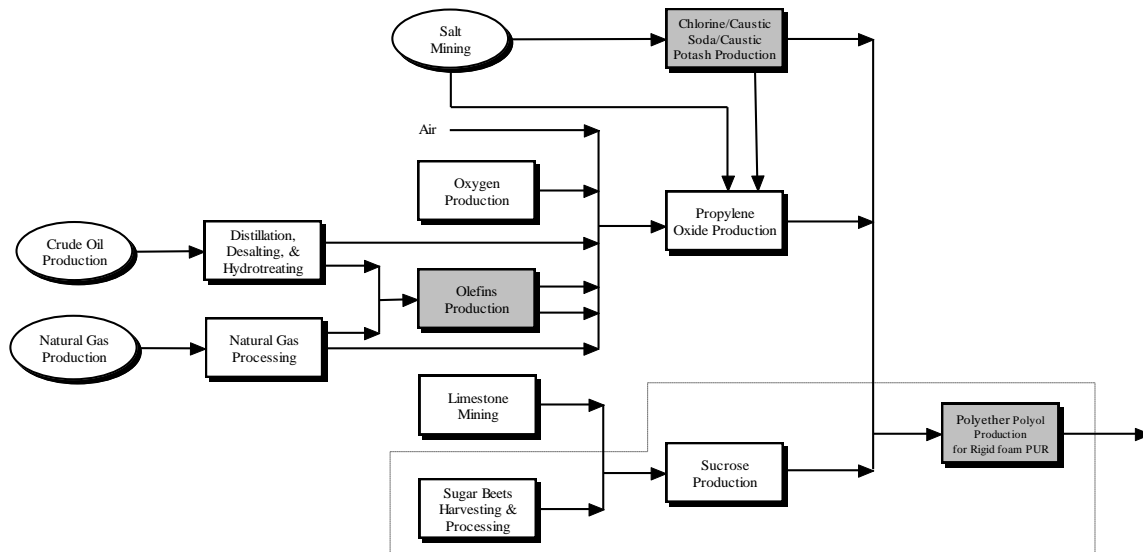 Salt
Mining
Chlorine/Caustic
Soda/Caustic
Potash Production
Air
Oxygen
Production
Propylene
Oxide Production
Crude Oil
Production
Distillation,
Desalting, &
Hydrotreating
Olefins
Production
Natural Gas
Production
Natural Gas
Processing
Limestone
Mining
Polyether Polyol
Production
for Rigid foam PUR
Sucrose
Production
Sugar Beets
Harvesting &
Processing